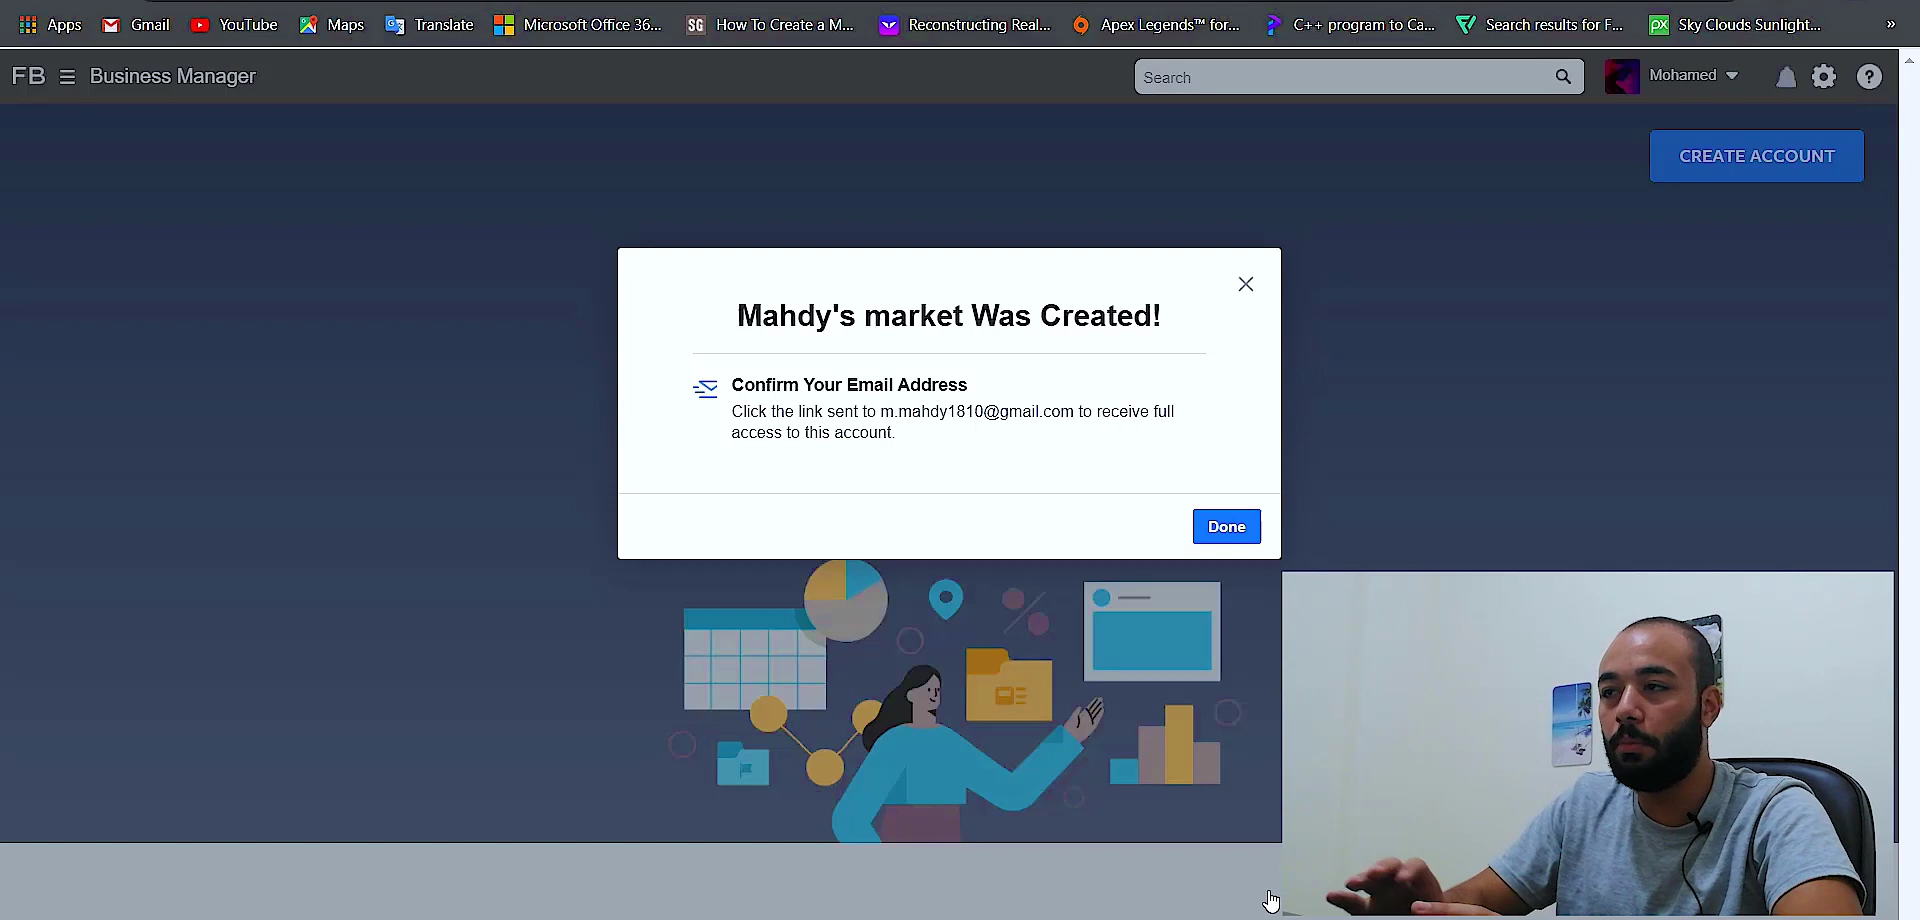 Apps Gmail YouTube Maps Translate Microsoft Office 36... SG How To Create a M... Reconstructing Real... Apex Legends™ for... C++ program to Ca... Search results for F... px Sky Clouds Sunlight... »
FB Business Manager Search Mohamed ?
CREATE ACCOUNT
Mahdy's market Was Created!
Confirm Your Email Address
Click the link sent to m.mahdy1810@gmail.com to receive full
access to this account.
Done